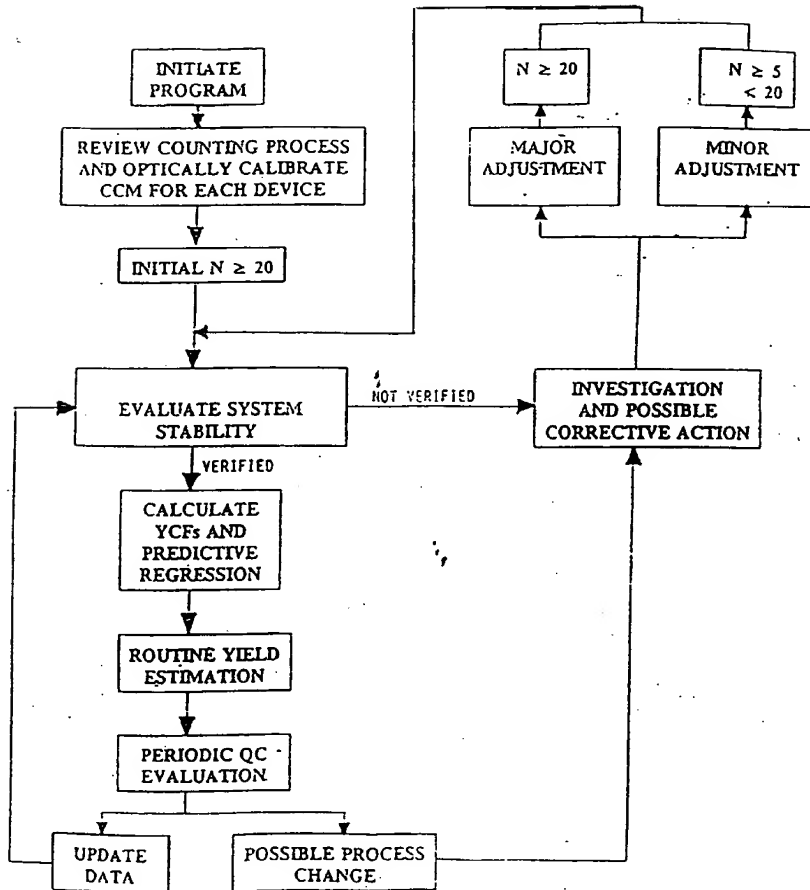 INITIATE
PROGRAM
REVIEW COUNTING PROCESS
AND OPTICALLY CALIBRATE
CCM FOR EACH DEVICE
INITIAL N ≥ 20
N ≥ 20
N ≥ 5
< 20
MAJOR
ADJUSTMENT
MINOR
ADJUSTMENT
EVALUATE SYSTEM
STABILITY
NOT VERIFIED
INVESTIGATION
AND POSSIBLE
CORRECTIVE ACTION
VERIFIED
CALCULATE
YCFs AND
PREDICTIVE
REGRESSION
ROUTINE YIELD
ESTIMATION
PERIODIC QC
EVALUATION
UPDATE
DATA
POSSIBLE PROCESS
CHANGE